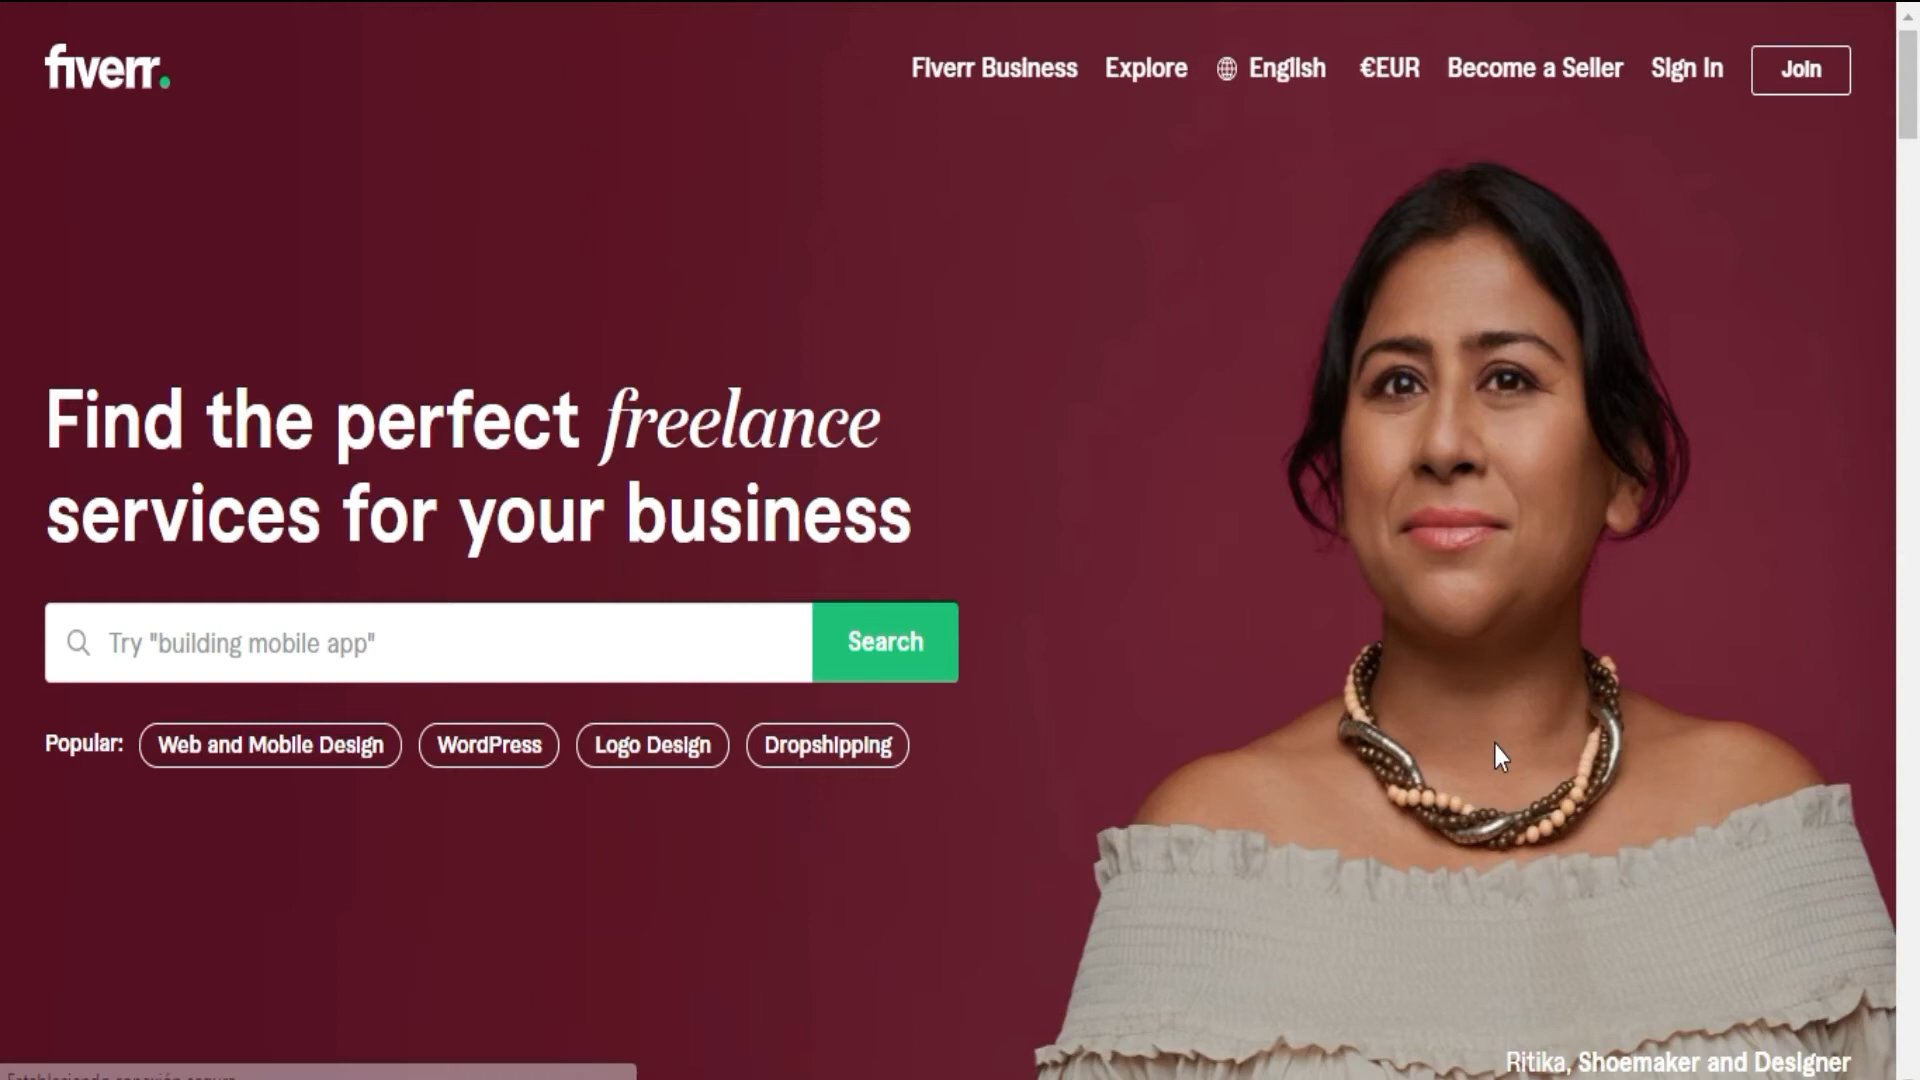 fiverr.
Fiverr Business
Explore
English
€EUR
Become a Seller
Sign In
Join
Find the perfect freelance
services for your business
Try "building mobile app"
Search
Popular:
Web and Mobile Design
WordPress
Logo Design
Dropshipping
Ritika, Shoemaker and Designer